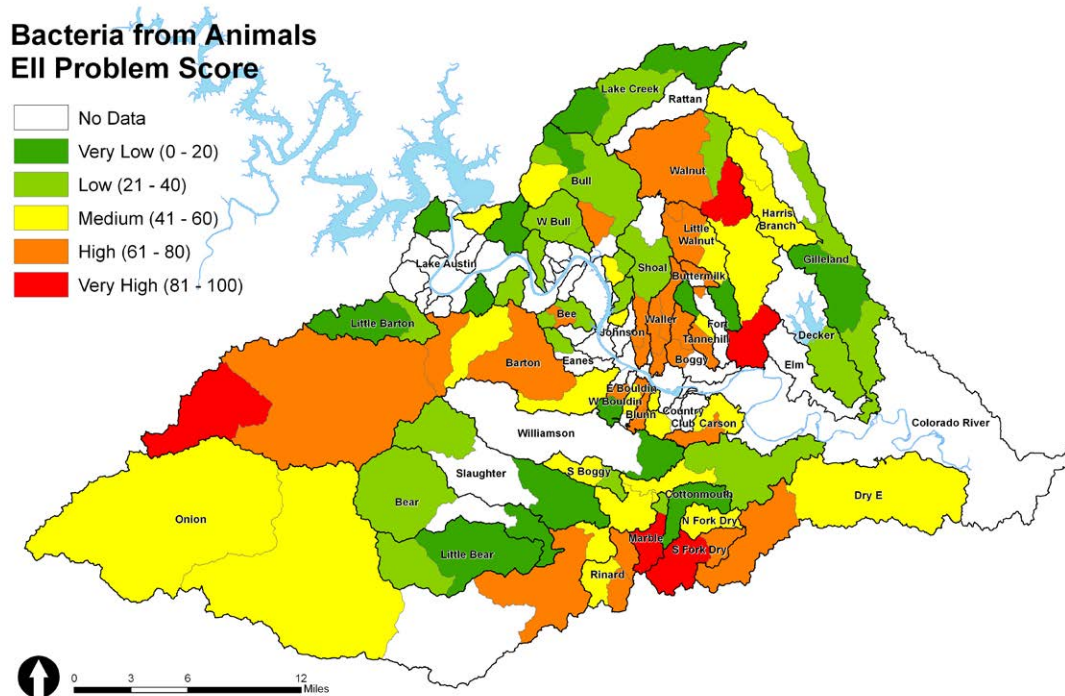 Bacteria from Animals
EII Problem Score
No Data
Very Low (0 - 20)
Low (21 - 40)
Medium (41 - 60)
High (61 - 80)
Very High (81 - 100)
Lake Creek
Rattan
Walnut
Bull
Harris
Branch
W Bull
Little
Walnut
Lake Austin
Shoal
Gilleland
Buttermilk
Little Barton
Bee
Waller
Fort
Johnson
Tannehill
Decker
Barton
Eanes
Boggy
Elm
E Bouldin
W Bouldin
Blunn
Country
Club
Carson
Colorado River
Williamson
Slaughter
S Boggy
Bear
Cottonmouth
Dry E
Onion
N Fork Dry
Marble
S Fork Dry
Little Bear
Rinard
0
3
6
12
Miles